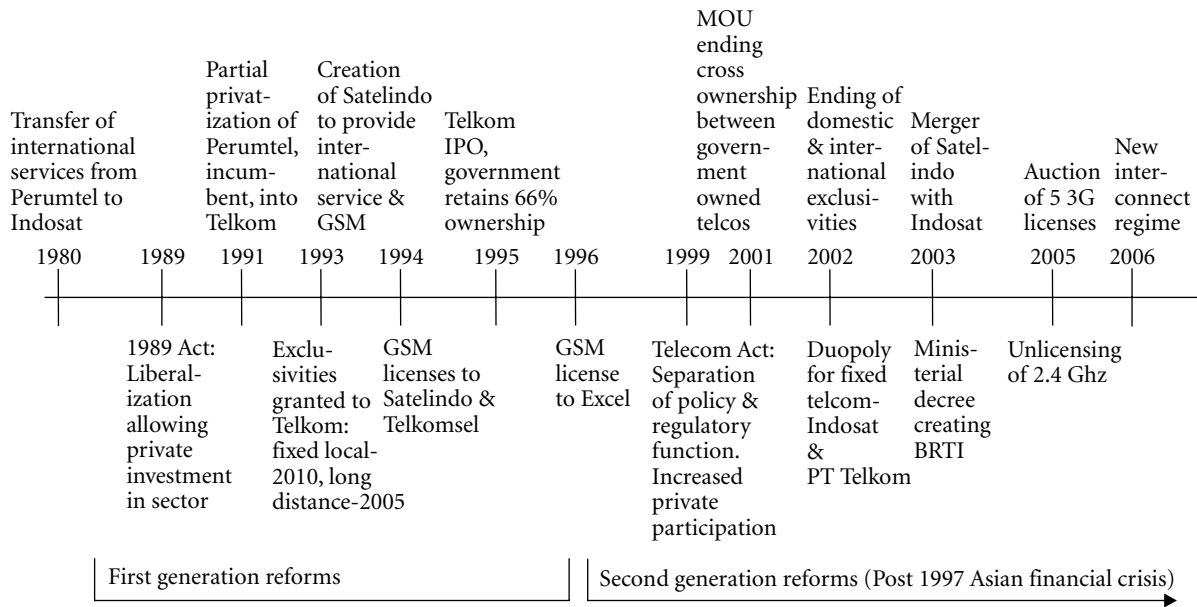 Transfer of
international
services from
Perumtel to
Indosat
Partial
privat-
ization of
Perumtel,
incum-
bent, into
Telkom
Creation
of Satelindo
to provide
inter-
national
service &
GSM
Telkom
IPO,
government
retains 66%
ownership
MOU
ending
cross
ownership
between
govern-
ment
owned
telcos
Ending of
domestic
& inter-
national
exclusi-
vities
Merger
of Satel-
indo
with
Indosat
Auction
of 5 3G
licenses
New
inter-
connect
regime
1980 1989 1991 1993 1994 1995 1996 1999 2001 2002 2003 2005 2006
1989 Act:
Liberal-
ization
allowing
private
investment
in sector
Exclu-
sivities
granted to
Telkom:
fixed local-
2010, long
distance-2005
GSM
licenses to
Satelindo &
Telkomsel
GSM
license
to Excel
Telecom Act:
Separation
of policy &
regulatory
function.
Increased
private
participation
Duopoly
for fixed
telcom-
Indosat
&
PT Telkom
Minis-
terial
decree
creating
BRTI
Unlicensing
of 2.4 Ghz
First generation reforms
Second generation reforms (Post 1997 Asian financial crisis)